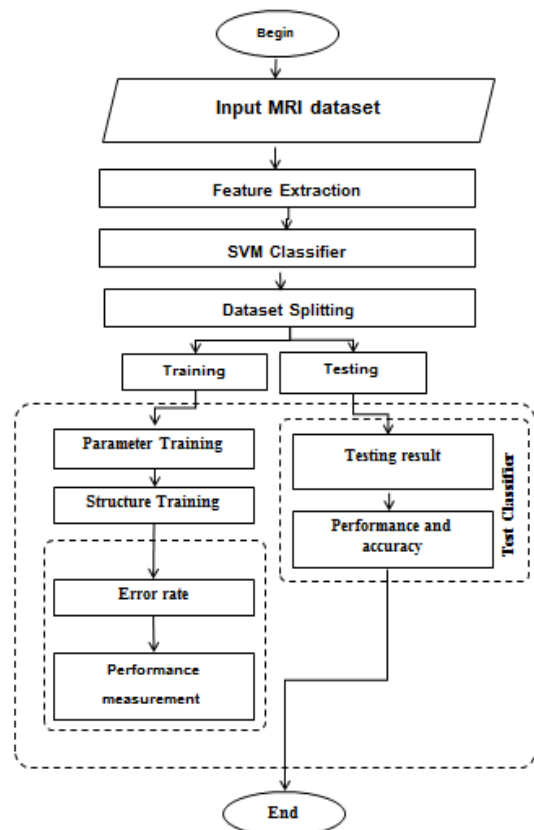 Begin
Input MRI dataset
Feature Extraction
SVM Classifier
Dataset Splitting
Training
Testing
Parameter Training
Structure Training
Error rate
Performance
measurement
Testing result
Performance and
accuracy
Test Classifier
End